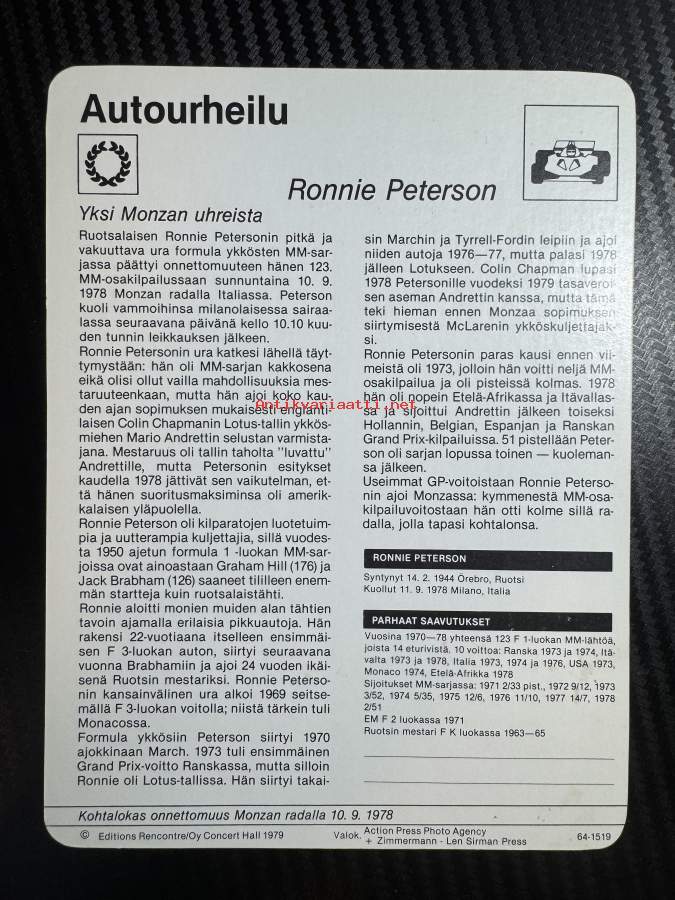 Autourheilu
Ronnie Peterson
Yksi Monzan uhreista
Ruotsalaisen Ronnie Petersonin pitkä ja
vakuuttava ura formula ykkösten MM-sar-
jassa päättyi onnettomuuteen hänen 123.
MM-osakilpailussaan sunnuntaina 10. 9.
1978 Monzan radalla Italiassa. Peterson
kuoli vammoihinsa milanolaisessa sairaa-
lassa seuraavana päivänä kello 10.10 kuu-
den tunnin leikkauksen jälkeen.
Ronnie Petersonin ura katkesi lähellä täyt-
tymystään: hän oli MM-sarjan kakkosena
eikä olisi ollut vailla mahdollisuuksia mes-
taruuteenkaan, mutta hän ajoi koko kau-
den ajan sopimuksen mukaisesti englanti-
laisen Colin Chapmanin Lotus-tallin ykkös-
miehen Mario Andrettin selustan varmista-
jana. Mestaruus oli tallin taholta "luvattu"
Andrettille, mutta Petersonin esitykset
kaudella 1978 jättivät sen vaikutelman, et-
tä hänen suoritusmaksiminsa oli amerik-
kalaisen yläpuolella.
Ronnie Peterson oli kilparatojen luotetuim-
pia ja uutterampia kuljettajia, sillä vuodes-
ta 1950 ajetun formula 1 -luokan MM-sar-
joissa ovat ainoastaan Graham Hill (176) ja
Jack Brabham (126) saaneet tililleen enem-
män startteja kuin ruotsalaistähti.
Ronnie aloitti monien muiden alan tähtien
tavoin ajamalla erilaisia pikkuautoja. Hän
rakensi 22-vuotiaana itselleen ensimmäi-
sen F 3-luokan auton, siirtyi seuraavana
vuonna Brabhamiin ja ajoi 24 vuoden ikäi-
senä Ruotsin mestariksi. Ronnie Peterso-
nin kansainvälinen ura alkoi 1969 seitse-
mällä F 3-luokan voitolla; niistä tärkein tuli
Monacossa.
Formula ykkösiin Peterson siirtyi 1970
ajokkinaan March. 1973 tuli ensimmäinen
Grand Prix-voitto Ranskassa, mutta silloin
Ronnie oli Lotus-tallissa. Hän siirtyi takai-
sin Marchin ja Tyrrell-Fordin leipiin ja ajoi
niiden autoja 1976—77, mutta palasi 1978
jälleen Lotukseen. Colin Chapman lupasi
1978 Petersonille vuodeksi 1979 tasaveroi-
sen aseman Andrettin kanssa, mutta tämä
teki hieman ennen Monzaa sopimuksen
siirtymisestä McLarenin ykköskuljettajak-
si.
Ronnie Petersonin paras kausi ennen vii-
meistä oli 1973, jolloin hän voitti neljä MM-
osakilpailua ja oli pisteissä kolmas. 1978
hän oli nopein Etelä-Afrikassa ja Itävallas-
sa ja sijoittui Andrettin jälkeen toiseksi
Hollannin, Belgian, Espanjan ja Ranskan
Grand Prix-kilpailuissa. 51 pistellään Peter-
son oli sarjan lopussa toinen — kuoleman-
sa jälkeen.
Useimmat GP-voitoistaan Ronnie Peterso-
nin ajoi Monzassa: kymmenestä MM-osa-
kilpailuvoitostaan hän otti kolme sillä ra-
dalla, jolla tapasi kohtalonsa.
RONNIE PETERSON
Syntynyt 14. 2. 1944 Örebro, Ruotsi
Kuollut 11. 9. 1978 Milano, Italia
PARHAAT SAAVUTUKSET
Vuosina 1970—78 yhteensä 123 F 1-luokan MM-lähtöä,
joista 14 eturivistä. 10 voittoa: Ranska 1973 ja 1974, Itä-
valta 1973 ja 1978, Italia 1973, 1974 ja 1976, USA 1973,
Monaco 1974, Etelä-Afrikka 1978
Sijoitukset MM-sarjassa: 1971 2/33 pist., 1972 9/12, 1973
3/52, 1974 5/35, 1975 12/6, 1976 11/10, 1977 14/7, 1978
2/51
EM F 2 luokassa 1971
Ruotsin mestari F K luokassa 1963—65
Kohtalokas onnettomuus Monzan radalla 10. 9. 1978
© Editions Rencontre/Oy Concert Hall 1979
Valok. Action Press Photo Agency
+ Zimmermann - Len Sirman Press
64-1519
Antikvariaatti.net